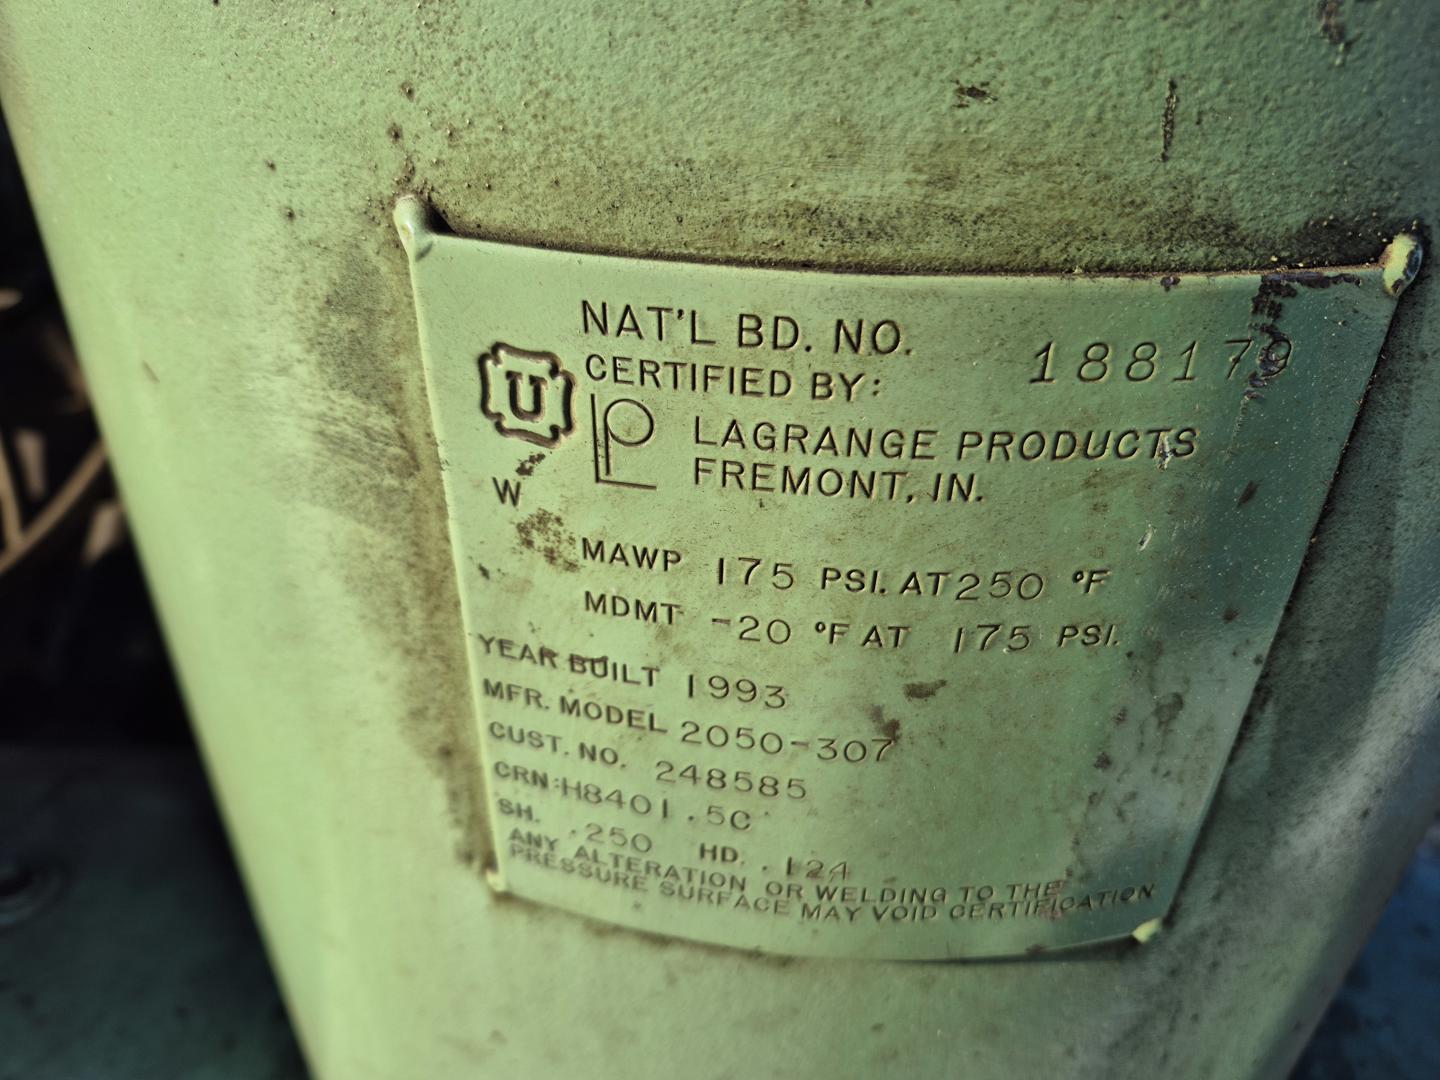 NAT'L BD. NO. 188179
U
CERTIFIED BY:
LP LAGRANGE PRODUCTS
FREMONT, IN.
W
MAWP 175 PSI. AT 250 °F
MDMT -20 °F AT 175 PSI.
YEAR BUILT 1993
MFR. MODEL 2050-307
CUST. NO. 248585
CRN:H8401.5C
SH. .250 HD. .124
ANY ALTERATION OR WELDING TO THE
PRESSURE SURFACE MAY VOID CERTIFICATION